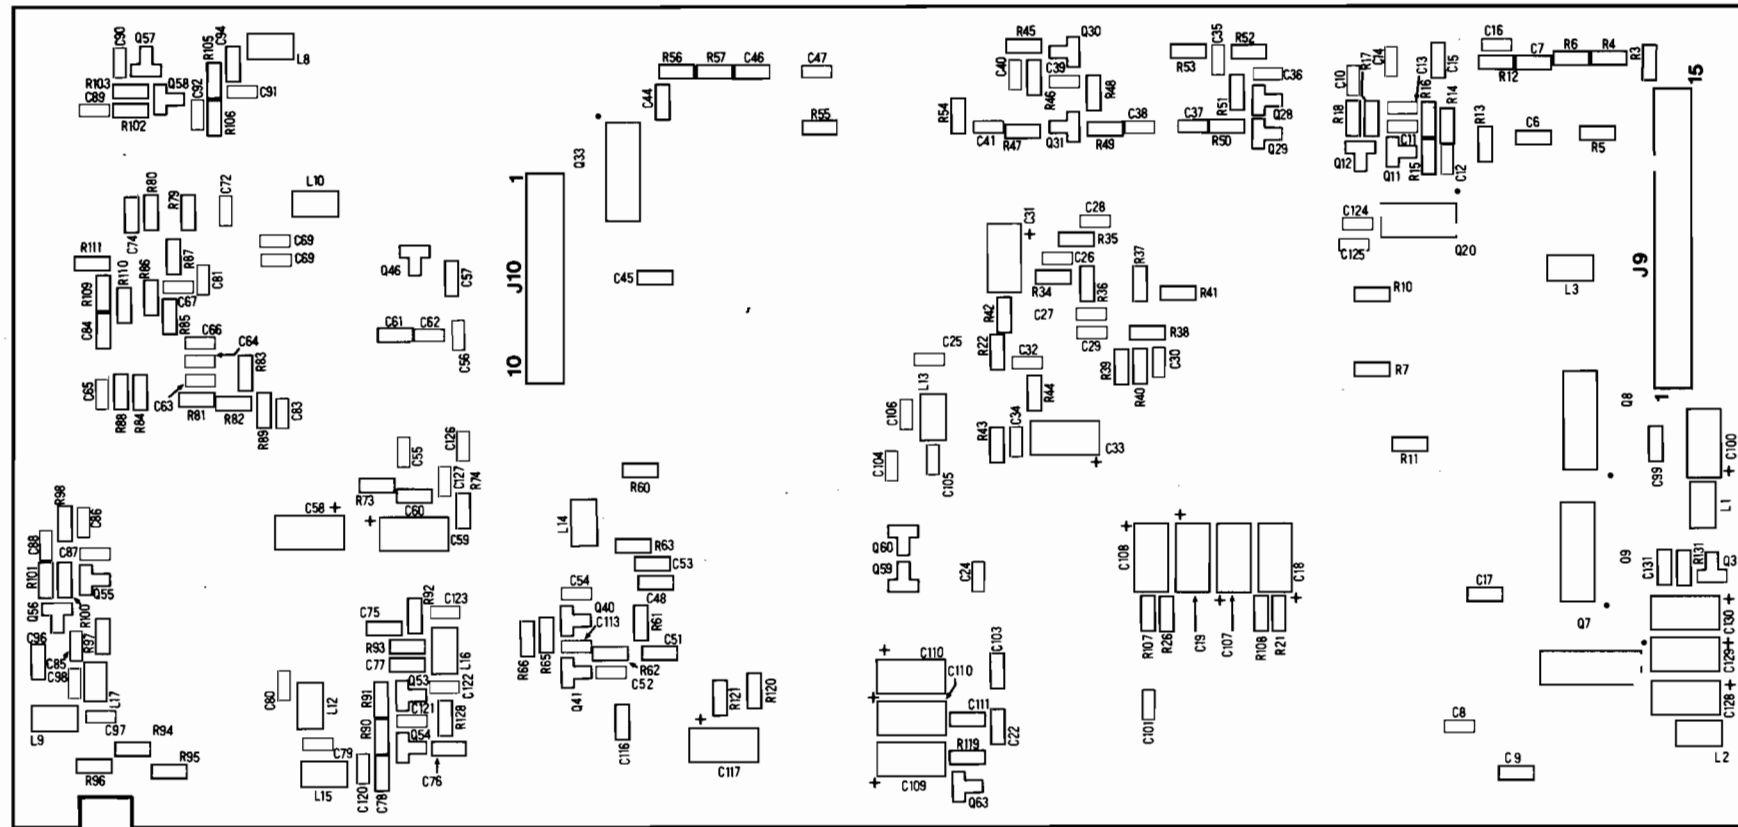 C90
Q57
R105
C94
L8
R103
Q58
C92
C91
C89
R102
R106
R56
R57
C46
C47
C44
R55
Q33
R45
Q30
C40
C39
R46
R48
R54
C41
R47
Q31
R49
C38
R53
C35
R52
C36
R51
Q28
C37
R50
Q29
C10
R17
C14
C13
C15
R16
R14
R18
C11
Q12
Q11
R15
C12
R13
C16
R12
C7
R6
R4
R3
C6
R5
15
R80
R79
C72
L10
C74
C69
C69
R111
R87
C81
R110
R86
R109
C67
C84
R85
C66
C64
R83
C65
R88
R84
C63
R81
R82
R89
C83
Q46
C57
C61
C62
C56
1
J10
10
C45
C31
+
C28
R35
C26
R34
R36
R37
R41
R42
C27
R38
C29
R22
C32
R39
R40
C30
C25
L13
R44
C106
R43
C34
C33
+
C104
C105
C124
C125
Q20
R10
L3
J9
R7
Q8
1
R11
C99
C100
+
L1
C55
C126
C127
R74
R73
C60
C58
+
+
C59
R60
L14
R63
C53
C48
C54
Q40
C113
R61
R66
R65
C51
R62
C52
Q41
R98
C86
C88
C87
R101
Q55
Q56
R100
R97
C96
C85
C98
L17
L9
C97
R94
R96
R95
C75
R92
C123
R93
C77
L16
C80
L12
R91
Q53
C122
C121
R90
R128
Q54
C79
L15
C120
C78
C76
C116
+
R121
R120
C117
Q60
Q59
C24
+
C110
C110
C103
+
C111
C22
R119
C109
+
Q63
+
C108
+
C18
+
R107
R26
C19
+
C107
R108
R21
C101
C17
Q9
C131
R131
Q3
Q7
+
C130
C129
+
C128
+
C8
L2
C9